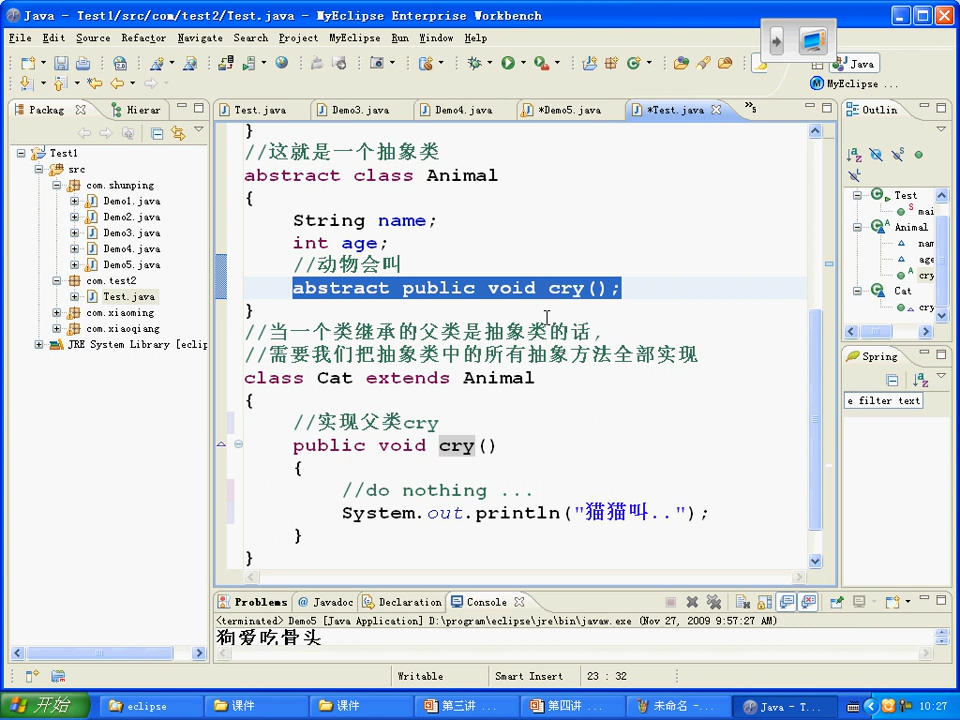 Java - Test1/src/com/test2/Test.java - MyEclipse Enterprise Workbench
File Edit Source Refactor Navigate Search Project MyEclipse Run Window Help
Java
MyEclipse ...
Packag Hierar
Test.java Demo3.java Demo4.java *Demo5.java *Test.java »5
Outlin
Test1
src
com.shunping
Demo1.java
Demo2.java
Demo3.java
Demo4.java
Demo5.java
com.test2
Test.java
com.xiaoming
com.xiaoqiang
JRE System Library [eclip
}
//这就是一个抽象类
abstract class Animal
{
String name;
int age;
//动物会叫
abstract public void cry();
}
//当一个类继承的父类是抽象类的话,
//需要我们把抽象类中的所有抽象方法全部实现
class Cat extends Animal
{
//实现父类cry
public void cry()
{
//do nothing ...
System.out.println("猫猫叫..");
}
}
Test
mai
Animal
nam
age
cry
Cat
cry
Spring
e filter text
Problems Javadoc Declaration Console
<terminated> Demo5 [Java Application] D:\program\eclipse\jre\bin\javaw.exe (Nov 27, 2009 9:57:27 AM)
狗爱吃骨头
Writable Smart Insert 23 : 32
开始 eclipse 课件 课件 第三讲 ... 第四讲 ... 未命名 -... Java - T... 10:27